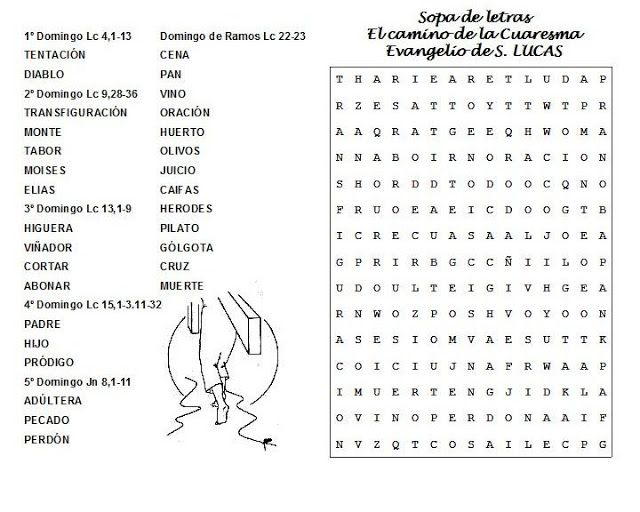 1º Domingo Lc 4,1-13
TENTACIÓN
DIABLO
2º Domingo Lc 9,28-36
TRANSFIGURACIÓN
MONTE
TABOR
MOISES
ELIAS
3º Domingo Lc 13,1-9
HIGUERA
VIÑADOR
CORTAR
ABONAR
4º Domingo Lc 15,1-3.11-32
PADRE
HIJO
PRÓDIGO
5º Domingo Jn 8,1-11
ADÚLTERA
PECADO
PERDÓN
Domingo de Ramos Lc 22-23
CENA
PAN
VINO
ORACIÓN
HUERTO
OLIVOS
JUICIO
CAIFAS
HERODES
PILATO
GÓLGOTA
CRUZ
MUERTE
Sopa de letras
El camino de la Cuaresma
Evangelio de S. LUCAS
T H A R I E A R E T L U D A P
R Z E S A T T O Y T T W T P R
A A Q R A T G E E Q H W O M A
N N A B O I R N O R A C I O N
S H O R D D T O D O O C Q N O
F R U O E A E I C D O O G T B
I C R E C U A S A A L J O E A
G P R I R B G C C Ñ I I L O P
U D O U L T E I G I V H G E A
R N W O Z P O S H V O Y O O N
A S E S I O M V A E S U T T K
C O I C I U J N A F R W A A P
I M U E R T E N G J I D K L A
O V I N O P E R D O N A A I F
N V Z Q T C O S A I L E C P G